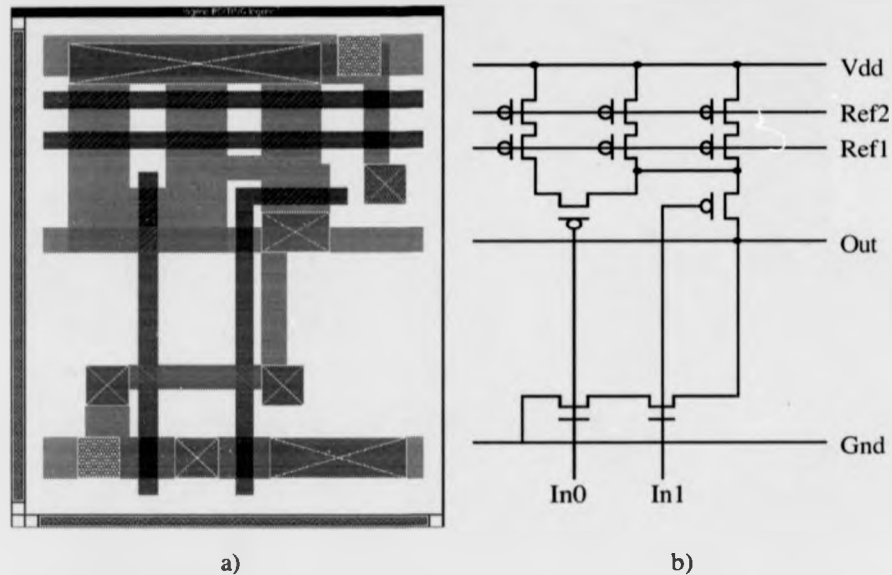 Vdd
Ref2
Ref1
Out
Gnd
In0 In1
a) b)